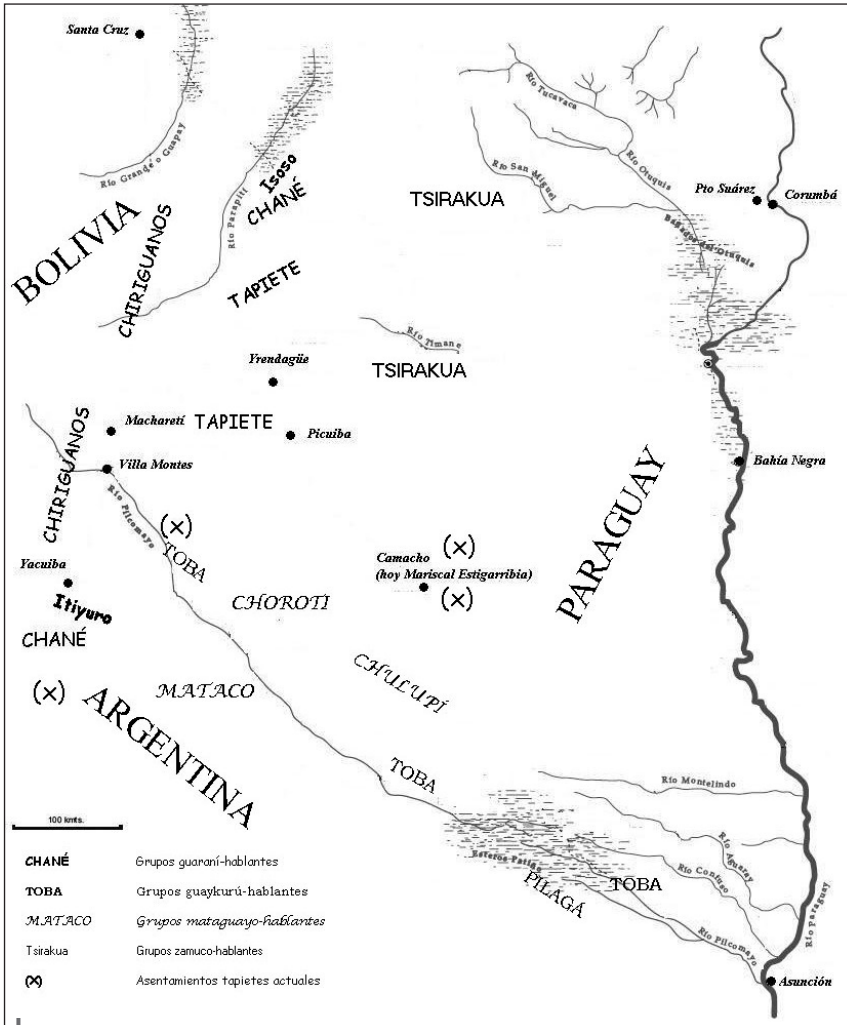 Santa Cruz
Río Grande o Guapay
Isoso
CHANÉ
Río Parapití
BOLIVIA
CHIRIGUANOS
TAPIETE
Río Tucavaca
Río Otuquis
Río San Miguel
TSIRAKUA
Pto Suárez
Corumbá
Bañados del Otuquis
Río Timane
TSIRAKUA
Yrendagüe
Macharetí
TAPIETE
Picuiba
CHIRIGUANOS
Villa Montes
Río Pilcomayo
Bahía Negra
PARAGUAY
(x)
TOBA
(x)
Camacho
(hoy Mariscal Estigarribia)
(x)
Yacuiba
Itiyuro
CHANÉ
CHOROTI
CHULUPÍ
(x)
MATACO
ARGENTINA
TOBA
Río Montelindo
Río Aguaray
Río Confuso
Río Paraguay
Esteros Patiño
PILAGÁ
TOBA
Río Pilcomayo
Asunción
100 kmts.
CHANÉ Grupos guaraní-hablantes
TOBA Grupos guaykurú-hablantes
MATACO Grupos mataguayo-hablantes
Tsirakua Grupos zamuco-hablantes
(x) Asentamientos tapietes actuales